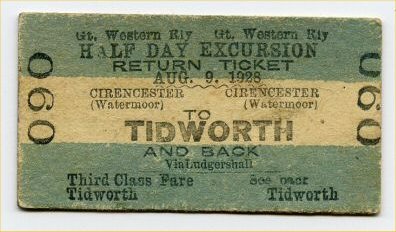 Gt. Western Rly Gt. Western Rly
HALF DAY EXCURSION
RETURN TICKET
AUG. 9. 1928
CIRENCESTER CIRENCESTER
(Watermoor) (Watermoor)
090 TO 090
TIDWORTH
AND BACK
Via Ludgershall
Third Class Fare See back
Tidworth Tidworth